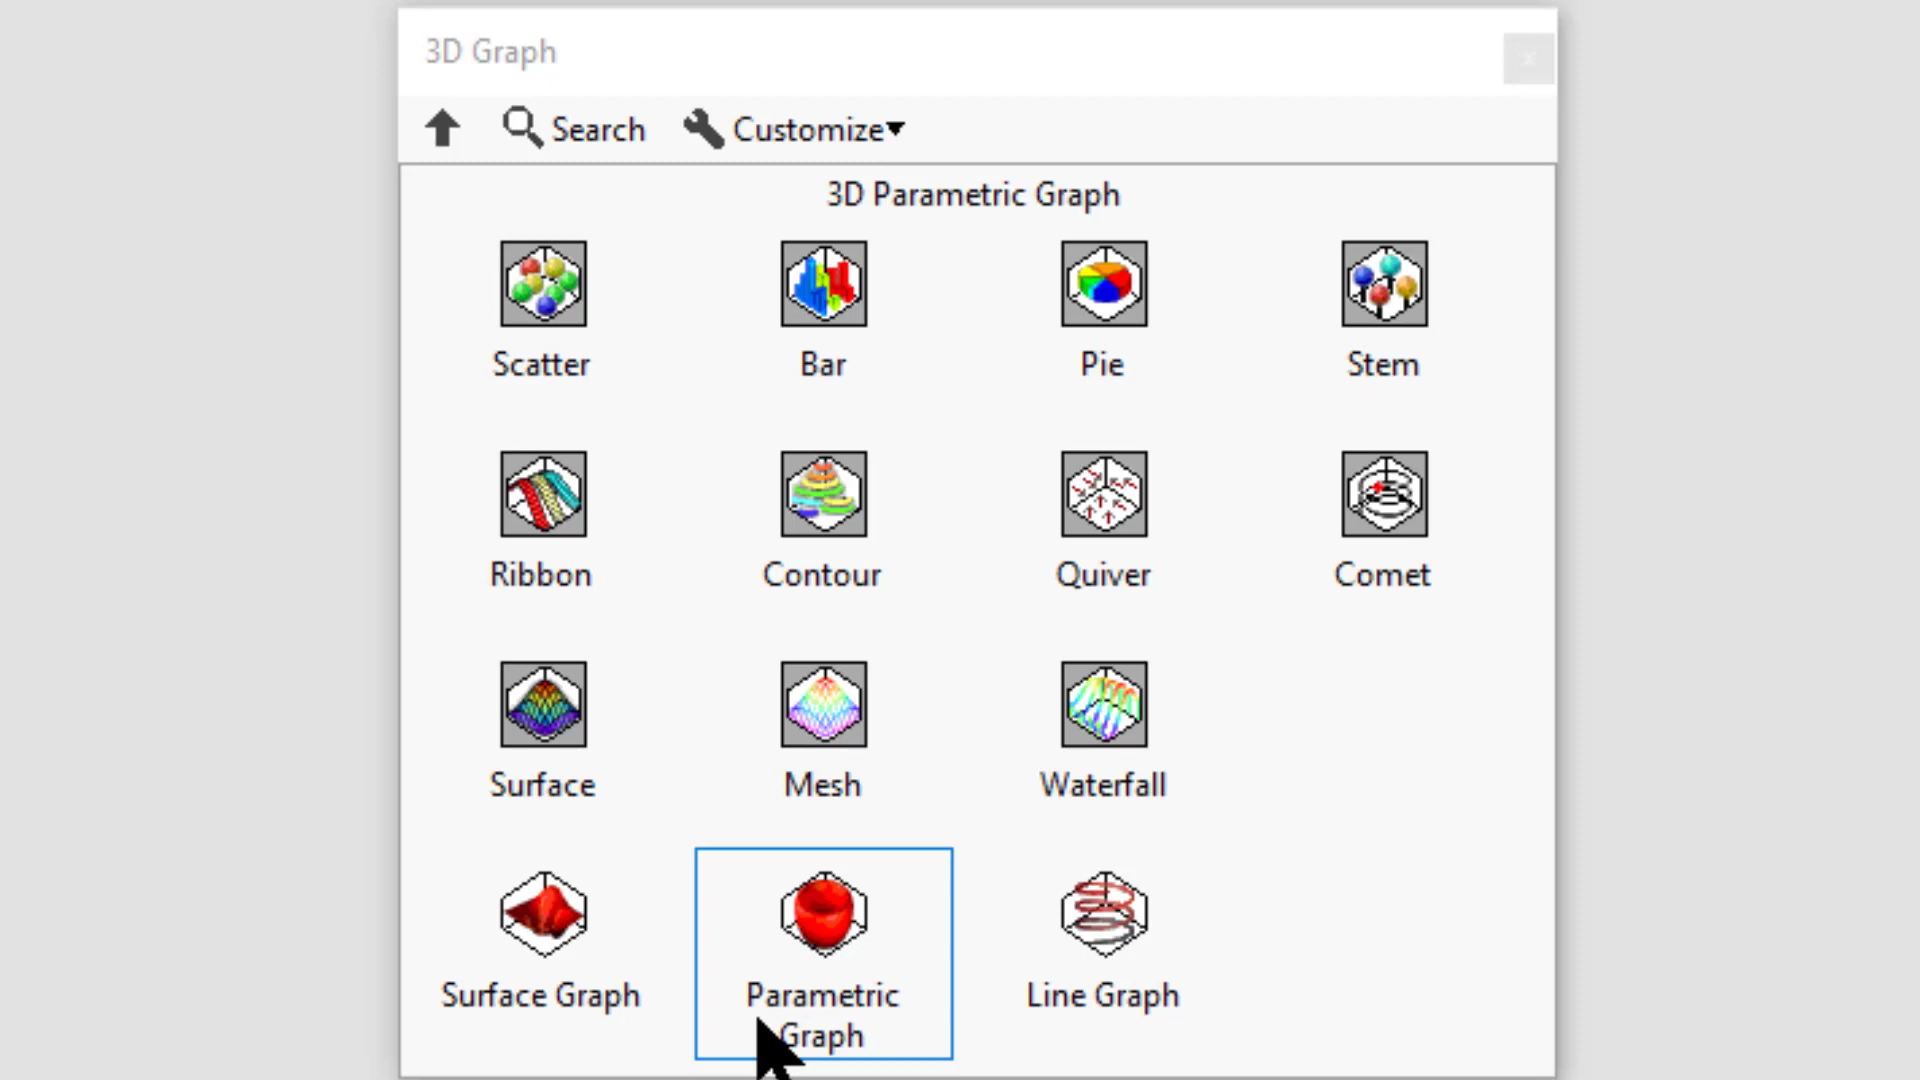 3D Graph
x
Search Customize
3D Parametric Graph
Scatter Bar Pie Stem
Ribbon Contour Quiver Comet
Surface Mesh Waterfall
Surface Graph Parametric Graph Line Graph